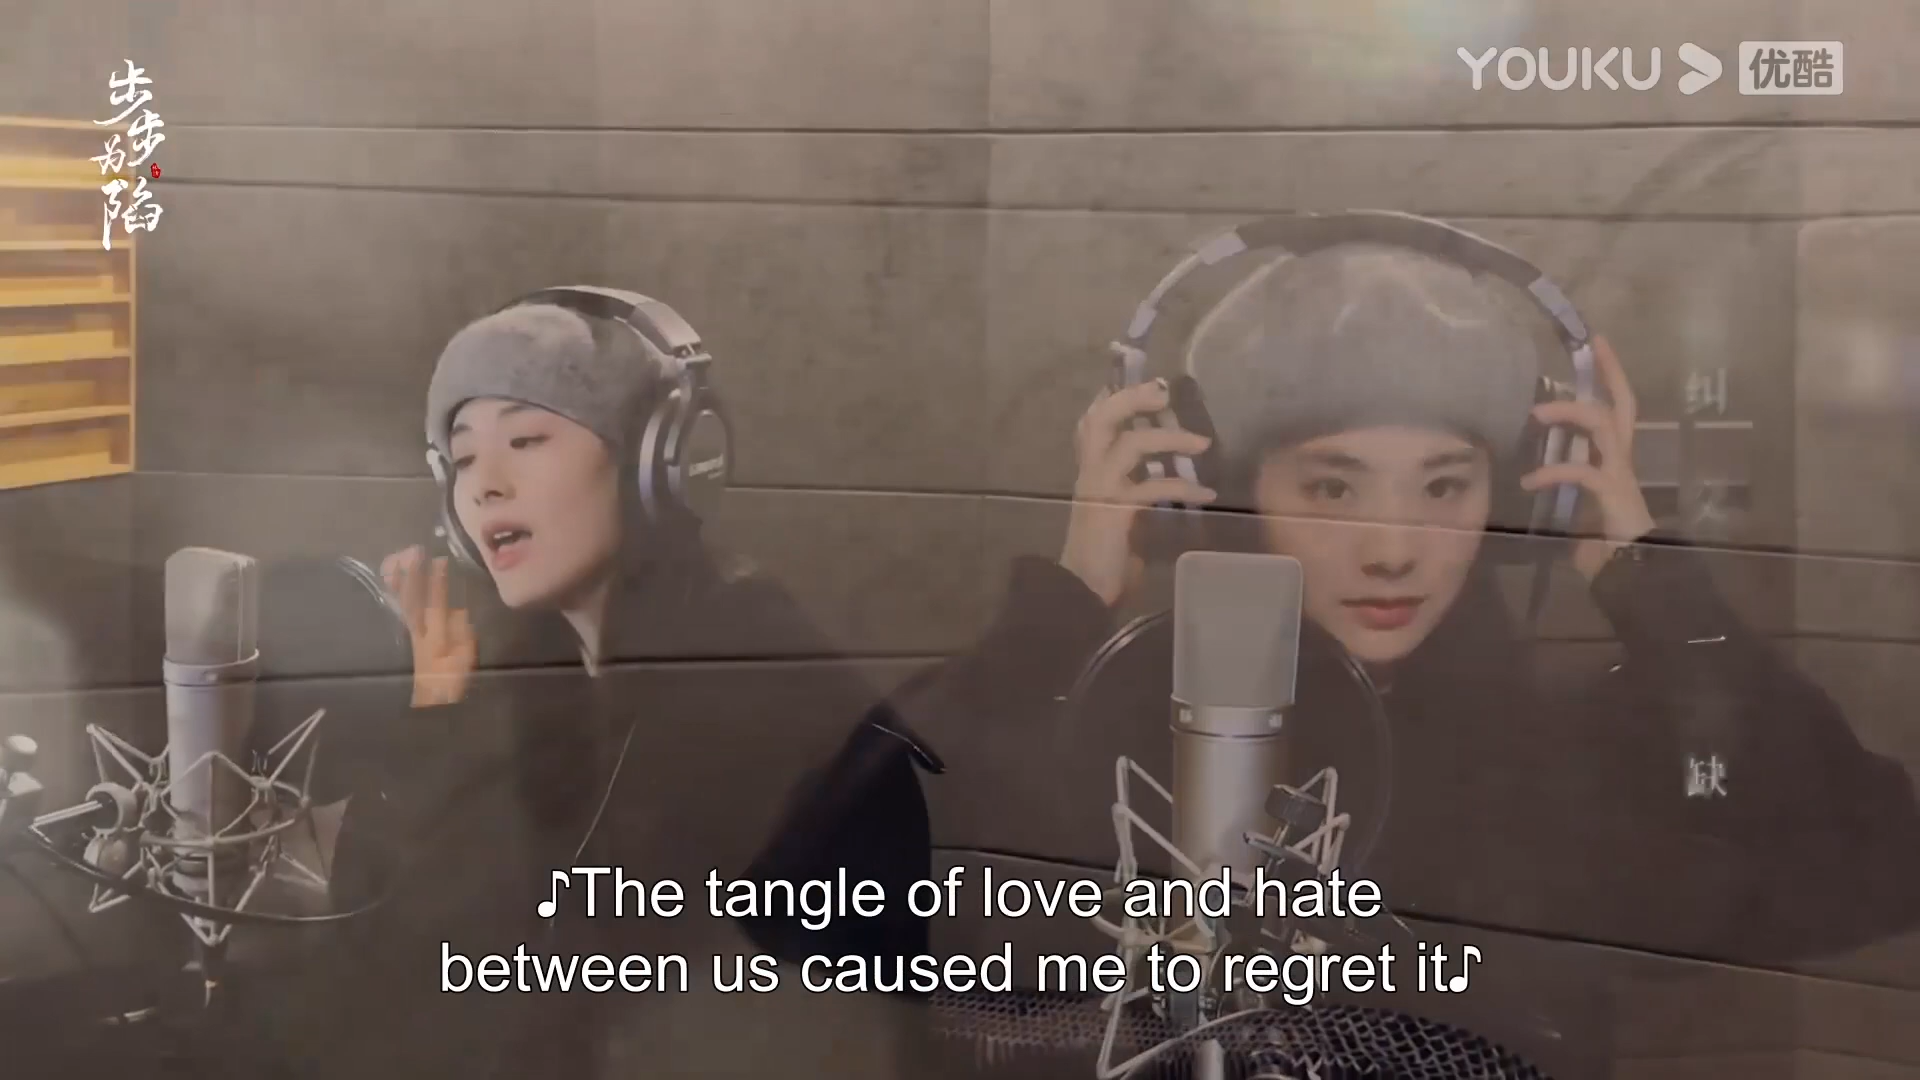 步步为陷
YOUKU 优酷
纠
一
缺
♪The tangle of love and hate
between us caused me to regret it♪